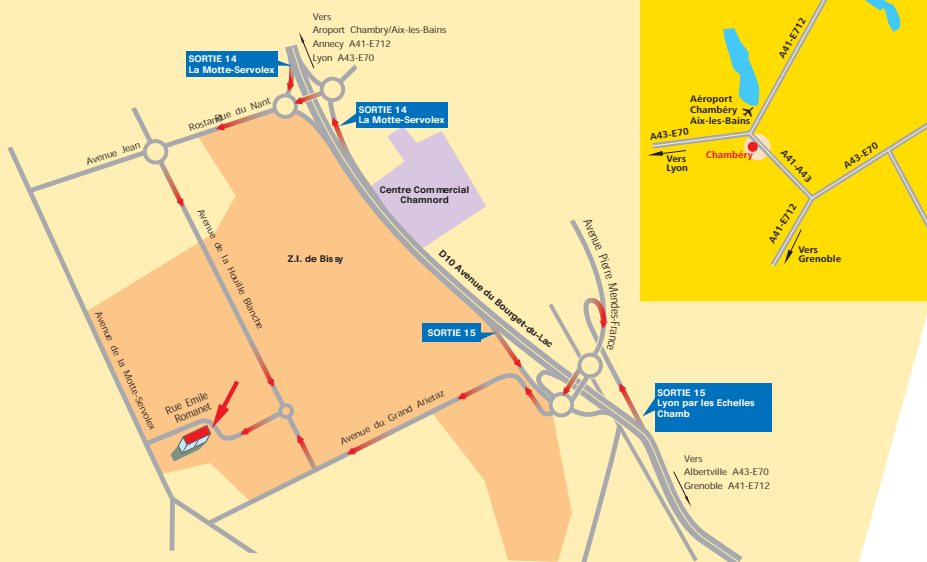 Vers
Aroport Chambry/Aix-les-Bains
Annecy A41-E712
Lyon A43-E70
SORTIE 14
La Motte-Servolex
SORTIE 14
La Motte-Servolex
Rue du Nant
Avenue Jean Rostand
Centre Commercial
Chamnord
Avenue de la Houille Blanche
Z.I. de Bissy
D10 Avenue du Bourget-du-Lac
Avenue Pierre Mendes-France
SORTIE 15
Avenue de la Motte-Servolex
Rue Emile
Romanet
Avenue du Grand Arietaz
SORTIE 15
Lyon par les Echelles
Chamb
Vers
Albertville A43-E70
Grenoble A41-E712
A41-E712
Aéroport
Chambéry
Aix-les-Bains
A43-E70
Vers
Lyon
Chambéry
A41-A43
A43-E70
A41-E712
Vers
Grenoble